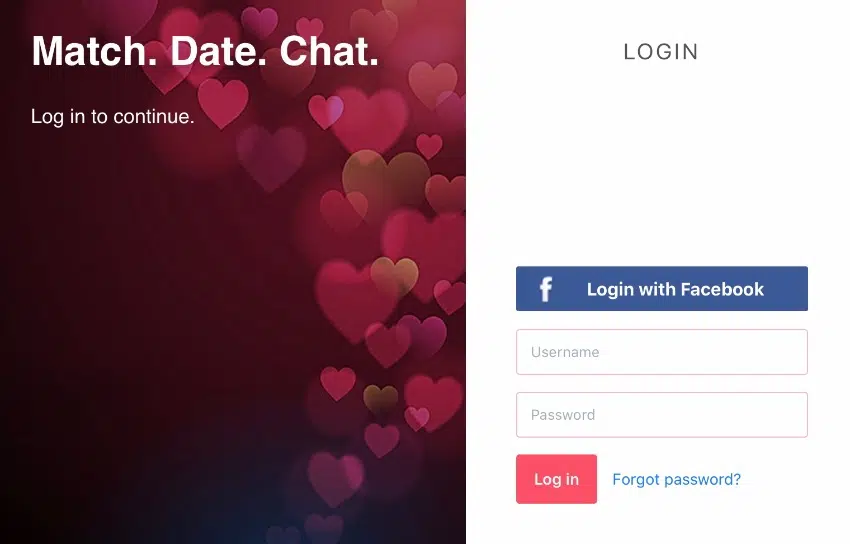 Match. Date. Chat.
Log in to continue.
LOGIN
f Login with Facebook
Username
Password
Log in Forgot password?